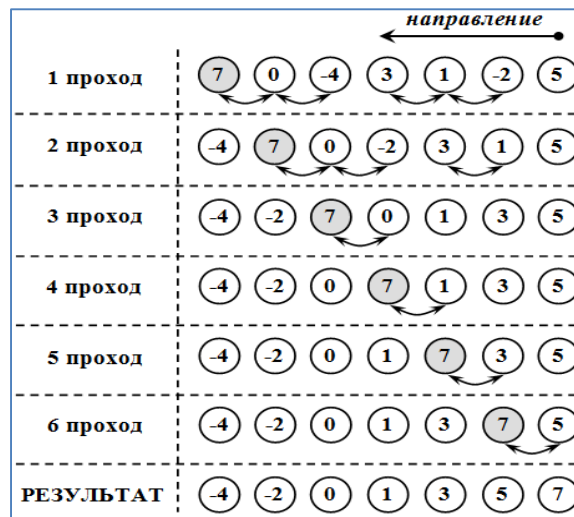 направление
1 проход 7 0 -4 3 1 -2 5
2 проход -4 7 0 -2 3 1 5
3 проход -4 -2 7 0 1 3 5
4 проход -4 -2 0 7 1 3 5
5 проход -4 -2 0 1 7 3 5
6 проход -4 -2 0 1 3 7 5
РЕЗУЛЬТАТ -4 -2 0 1 3 5 7